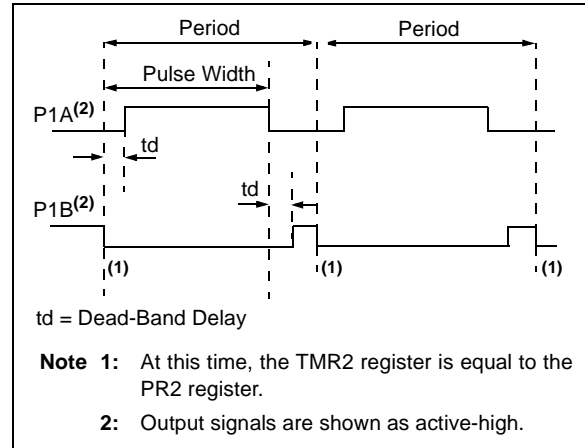 Period
Period
Pulse Width
P1A(2)
td
td
P1B(2)
(1)
(1)
(1)
td = Dead-Band Delay
Note 1: At this time, the TMR2 register is equal to the
PR2 register.
2: Output signals are shown as active-high.